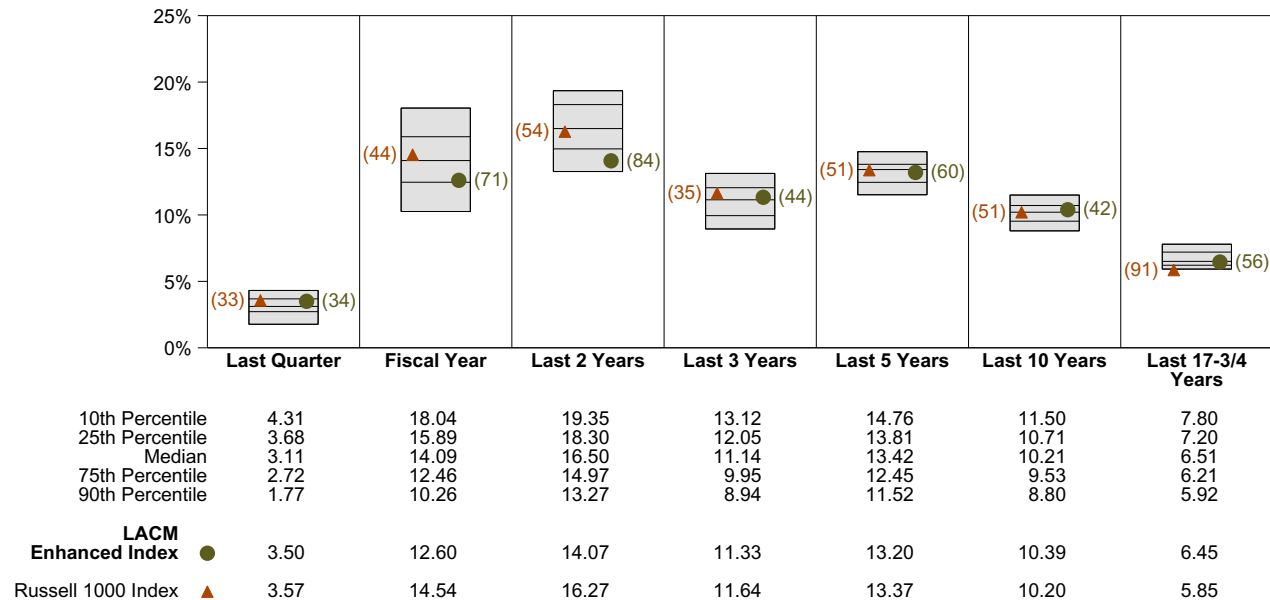 25%
20%
15%
10%
5%
0%
(33)
(34)
(44)
(71)
(54)
(84)
(35)
(44)
(51)
(60)
(51)
(42)
(91)
(56)
Last Quarter Fiscal Year Last 2 Years Last 3 Years Last 5 Years Last 10 Years Last 17-3/4
Years
10th Percentile 4.31 18.04 19.35 13.12 14.76 11.50 7.80
25th Percentile 3.68 15.89 18.30 12.05 13.81 10.71 7.20
Median 3.11 14.09 16.50 11.14 13.42 10.21 6.51
75th Percentile 2.72 12.46 14.97 9.95 12.45 9.53 6.21
90th Percentile 1.77 10.26 13.27 8.94 11.52 8.80 5.92
LACM
Enhanced Index 3.50 12.60 14.07 11.33 13.20 10.39 6.45
Russell 1000 Index 3.57 14.54 16.27 11.64 13.37 10.20 5.85